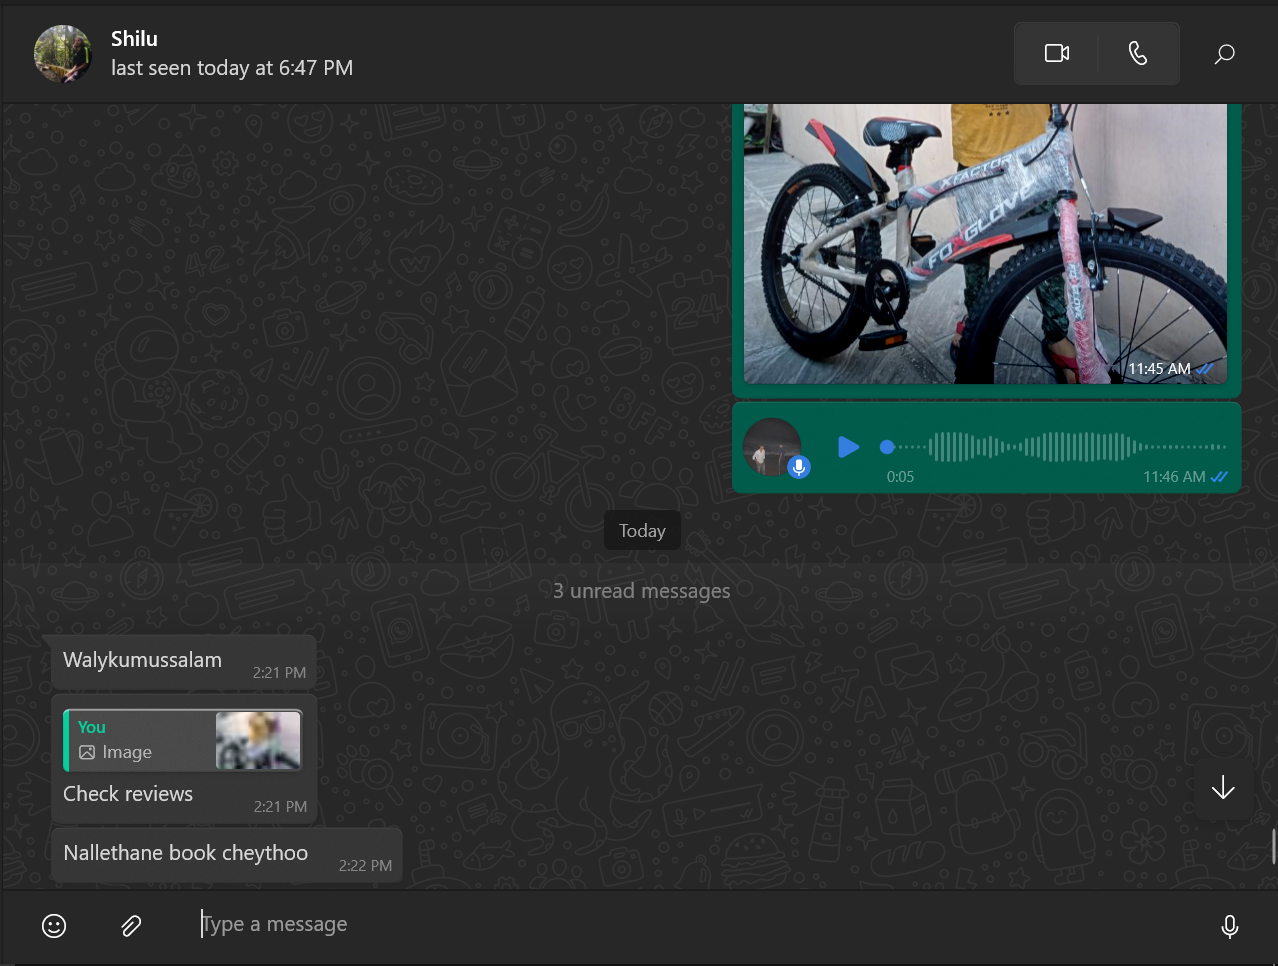 Shilu
last seen today at 6:47 PM
XFACTOR
FOXGLOVE
11:45 AM
0:05
11:46 AM
Today
3 unread messages
Walykumussalam
2:21 PM
You
Image
Check reviews
2:21 PM
Nallethane book cheythoo
2:22 PM
Type a message